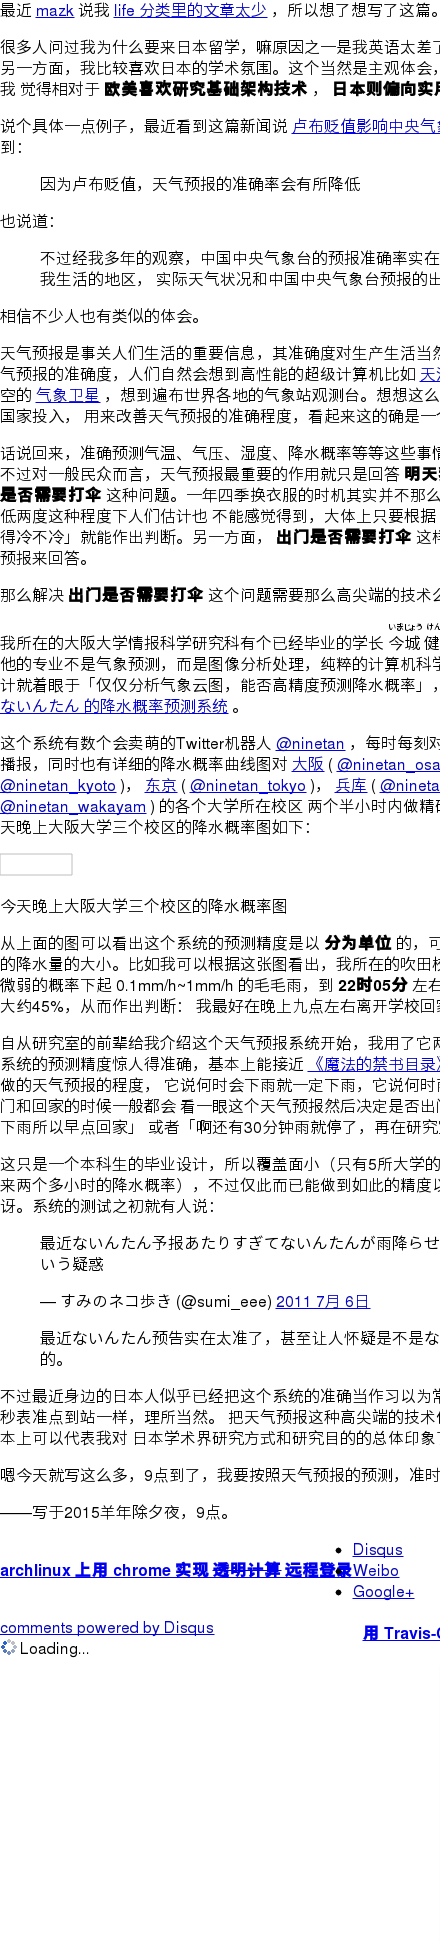 最近 mazk 说我 life 分类里的文章太少 ，所以想了想写了这篇。
很多人问过我为什么要来日本留学，嘛原因之一是我英语太差了
另一方面，我比较喜欢日本的学术氛围。这个当然是主观体会，
我 觉得相对于 欧美喜欢研究基础架构技术 ， 日本则偏向实用
说个具体一点例子，最近看到这篇新闻说 卢布贬值影响中央气象
到：
因为卢布贬值，天气预报的准确率会有所降低
也说道：
不过经我多年的观察，中国中央气象台的预报准确率实在
我生活的地区， 实际天气状况和中国中央气象台预报的出
相信不少人也有类似的体会。
天气预报是事关人们生活的重要信息，其准确度对生产生活当然
气预报的准确度，人们自然会想到高性能的超级计算机比如 天河
空的 气象卫星 ，想到遍布世界各地的气象站观测台。想想这么
国家投入， 用来改善天气预报的准确程度，看起来这的确是一个
话说回来，准确预测气温、气压、湿度、降水概率等等这些事情
不过对一般民众而言，天气预报最重要的作用就只是回答 明天
是否需要打伞 这种问题。一年四季换衣服的时机其实并不那么
低两度这种程度下人们估计也 不能感觉得到，大体上只要根据
得冷不冷」就能作出判断。另一方面， 出门是否需要打伞 这样
预报来回答。
那么解决 出门是否需要打伞 这个问题需要那么高尖端的技术么
我所在的大阪大学情报科学研究科有个已经毕业的学长 今城 健
いまじょう けん
他的专业不是气象预测，而是图像分析处理，纯粹的计算机科学
计就着眼于「仅仅分析气象云图，能否高精度预测降水概率」，
ないんたん 的降水概率预测系统 。
这个系统有数个会卖萌的Twitter机器人 @ninetan ，每时每刻对
播报，同时也有详细的降水概率曲线图对 大阪 ( @ninetan_osa
@ninetan_kyoto )， 东京 ( @ninetan_tokyo )， 兵库 ( @nineta
@ninetan_wakayam ) 的各个大学所在校区 两个半小时内做精确
天晚上大阪大学三个校区的降水概率图如下：
今天晚上大阪大学三个校区的降水概率图
从上面的图可以看出这个系统的预测精度是以 分为单位 的，可
的降水量的大小。比如我可以根据这张图看出，我所在的吹田校
微弱的概率下起 0.1mm/h~1mm/h 的毛毛雨，到 22时05分 左右
大约45%，从而作出判断： 我最好在晚上九点左右离开学校回家
自从研究室的前辈给我介绍这个天气预报系统开始，我用了它两
系统的预测精度惊人得准确，基本上能接近 《魔法的禁书目录》
做的天气预报的程度， 它说何时会下雨就一定下雨，它说何时雨
门和回家的时候一般都会 看一眼这个天气预报然后决定是否出门
下雨所以早点回家」 或者「啊还有30分钟雨就停了，再在研究室
这只是一个本科生的毕业设计，所以覆盖面小（只有5所大学的
来两个多小时的降水概率），不过仅此而已能做到如此的精度以
讶。系统的测试之初就有人说：
最近ないんたん予报あたりすぎてないんたんが雨降らせ
いう疑惑
— すみのネコ歩き (@sumi_eee) 2011 7月 6日
最近ないんたん预告实在太准了，甚至让人怀疑是不是な
的。
不过最近身边的日本人似乎已经把这个系统的准确当作习以为常
秒表准点到站一样，理所当然。 把天气预报这种高尖端的技术做
本上可以代表我对 日本学术界研究方式和研究目的的总体印象了
嗯今天就写这么多，9点到了，我要按照天气预报的预测，准时
——写于2015羊年除夕夜，9点。
archlinux 上用 chrome 实现 透明计算 远程登录
Disqus
Weibo
Google+
comments powered by Disqus
用 Travis-C
Loading...